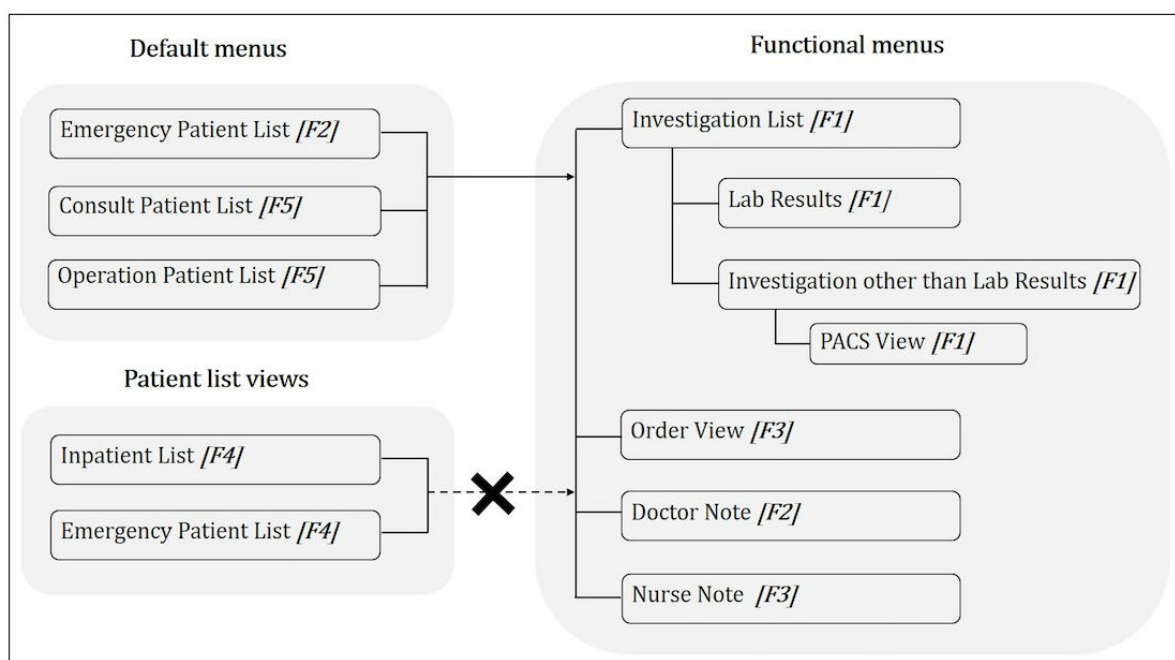 Default menus
Emergency Patient List [F2]
Consult Patient List [F5]
Operation Patient List [F5]
Patient list views
Inpatient List [F4]
Emergency Patient List [F4]
Functional menus
Investigation List [F1]
Lab Results [F1]
Investigation other than Lab Results [F1]
PACS View [F1]
Order View [F3]
Doctor Note [F2]
Nurse Note [F3]